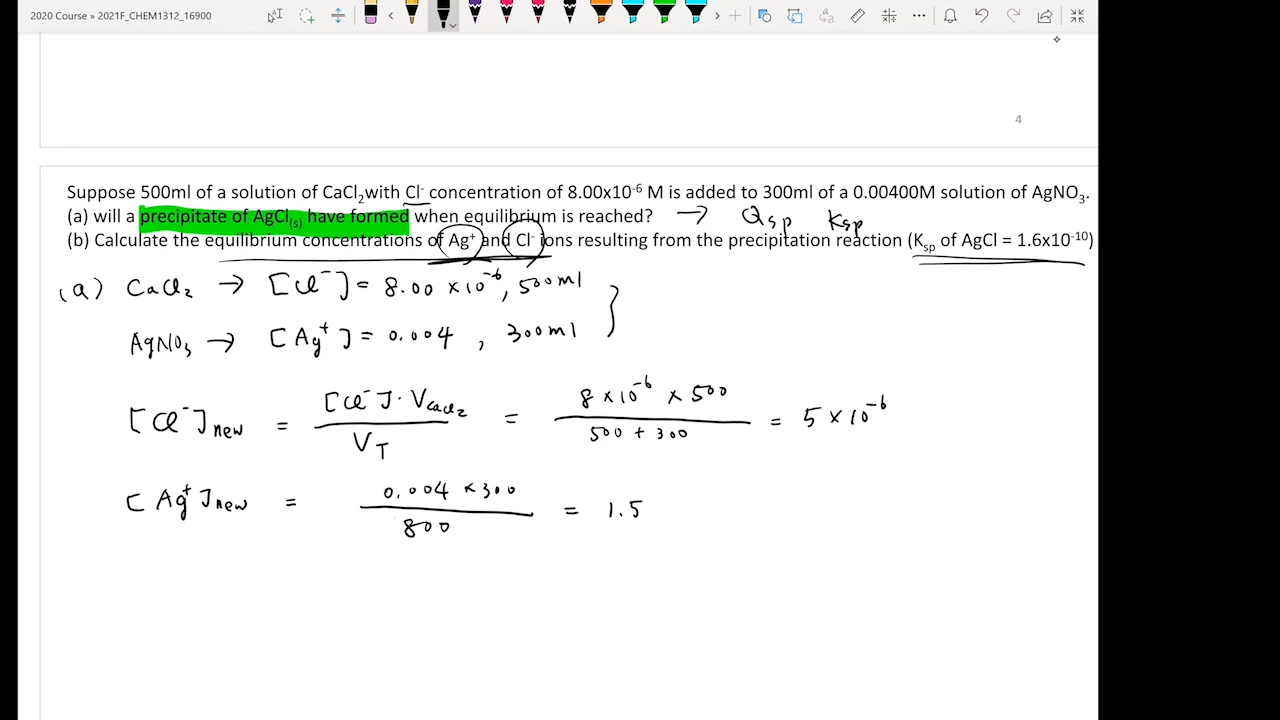 2020 Course » 2021F_CHEM1312_16900
4
Suppose 500ml of a solution of CaCl₂with Cl⁻ concentration of 8.00x10⁻⁶ M is added to 300ml of a 0.00400M solution of AgNO₃.
(a) will a precipitate of AgCl₍s₎ have formed when equilibrium is reached? → Qsp Ksp
(b) Calculate the equilibrium concentrations of Ag⁺ and Cl⁻ ions resulting from the precipitation reaction (Ksp of AgCl = 1.6x10⁻¹⁰)
(a) CaCl₂ → [Cl⁻] = 8.00 × 10⁻⁶, 500ml }
AgNO₃ → [Ag⁺] = 0.004 , 300ml
[Cl⁻]new = [Cl⁻]·VCaCl₂ / VT = 8 × 10⁻⁶ × 500 / 500 + 300 = 5 × 10⁻⁶
[Ag⁺]new = 0.004 × 300 / 800 = 1.5